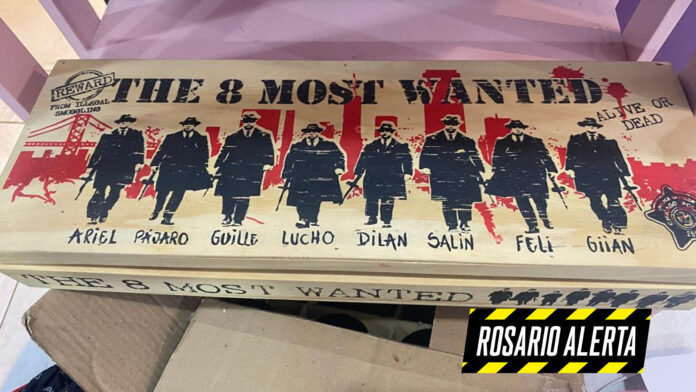 REWARD
THE 8 MOST WANTED
FROM ILLEGAL
SMUGGLING
ALIVE OR
DEAD
ARIEL PÁJARO GUILLE LUCHO DILAN SALIN FELI GIIAN
THE 8 MOST WANTED
ROSARIO ALERTA